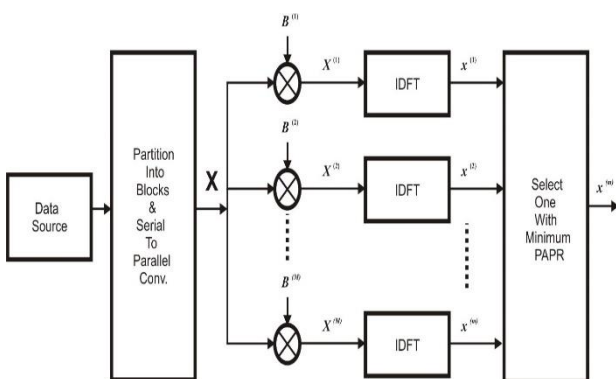 Data
Source
Partition
Into
Blocks
&
Serial
To
Parallel
Conv.
X
B (1)
X (1)
IDFT
x (1)
B (2)
X (2)
IDFT
x (2)
B (M)
X (M)
IDFT
x (m)
Select
One
With
Minimum
PAPR
x (m)